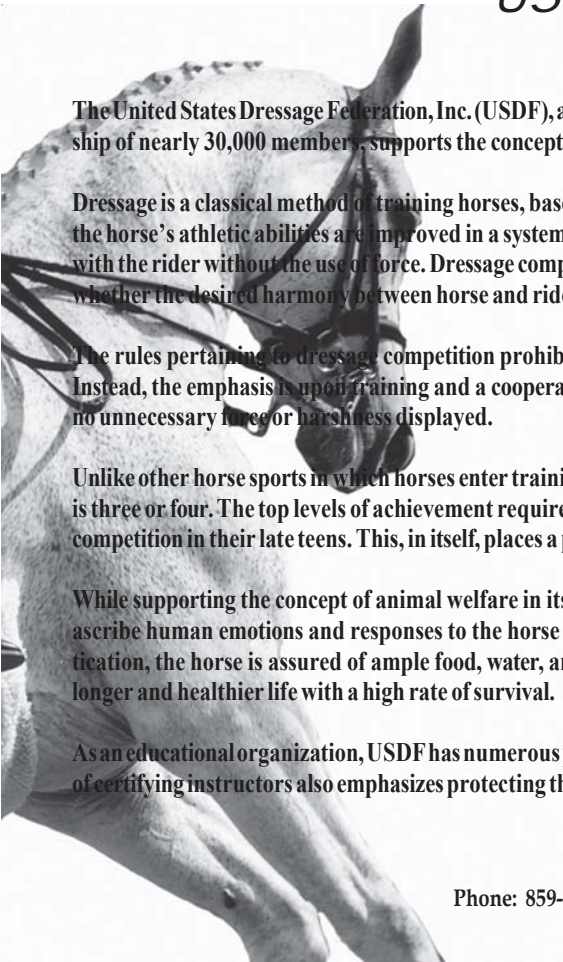 US
The United States Dressage Federation, Inc. (USDF), a
ship of nearly 30,000 members, supports the concept
Dressage is a classical method of training horses, bas
the horse's athletic abilities are improved in a system
with the rider without the use of force. Dressage comp
whether the desired harmony between horse and ride
The rules pertaining to dressage competition prohib
Instead, the emphasis is upon training and a coopera
no unnecessary force or harshness displayed.
Unlike other horse sports in which horses enter traini
is three or four. The top levels of achievement require
competition in their late teens. This, in itself, places a p
While supporting the concept of animal welfare in its
ascribe human emotions and responses to the horse
tication, the horse is assured of ample food, water, an
longer and healthier life with a high rate of survival.
As an educational organization, USDF has numerous
of certifying instructors also emphasizes protecting th
Phone: 859-